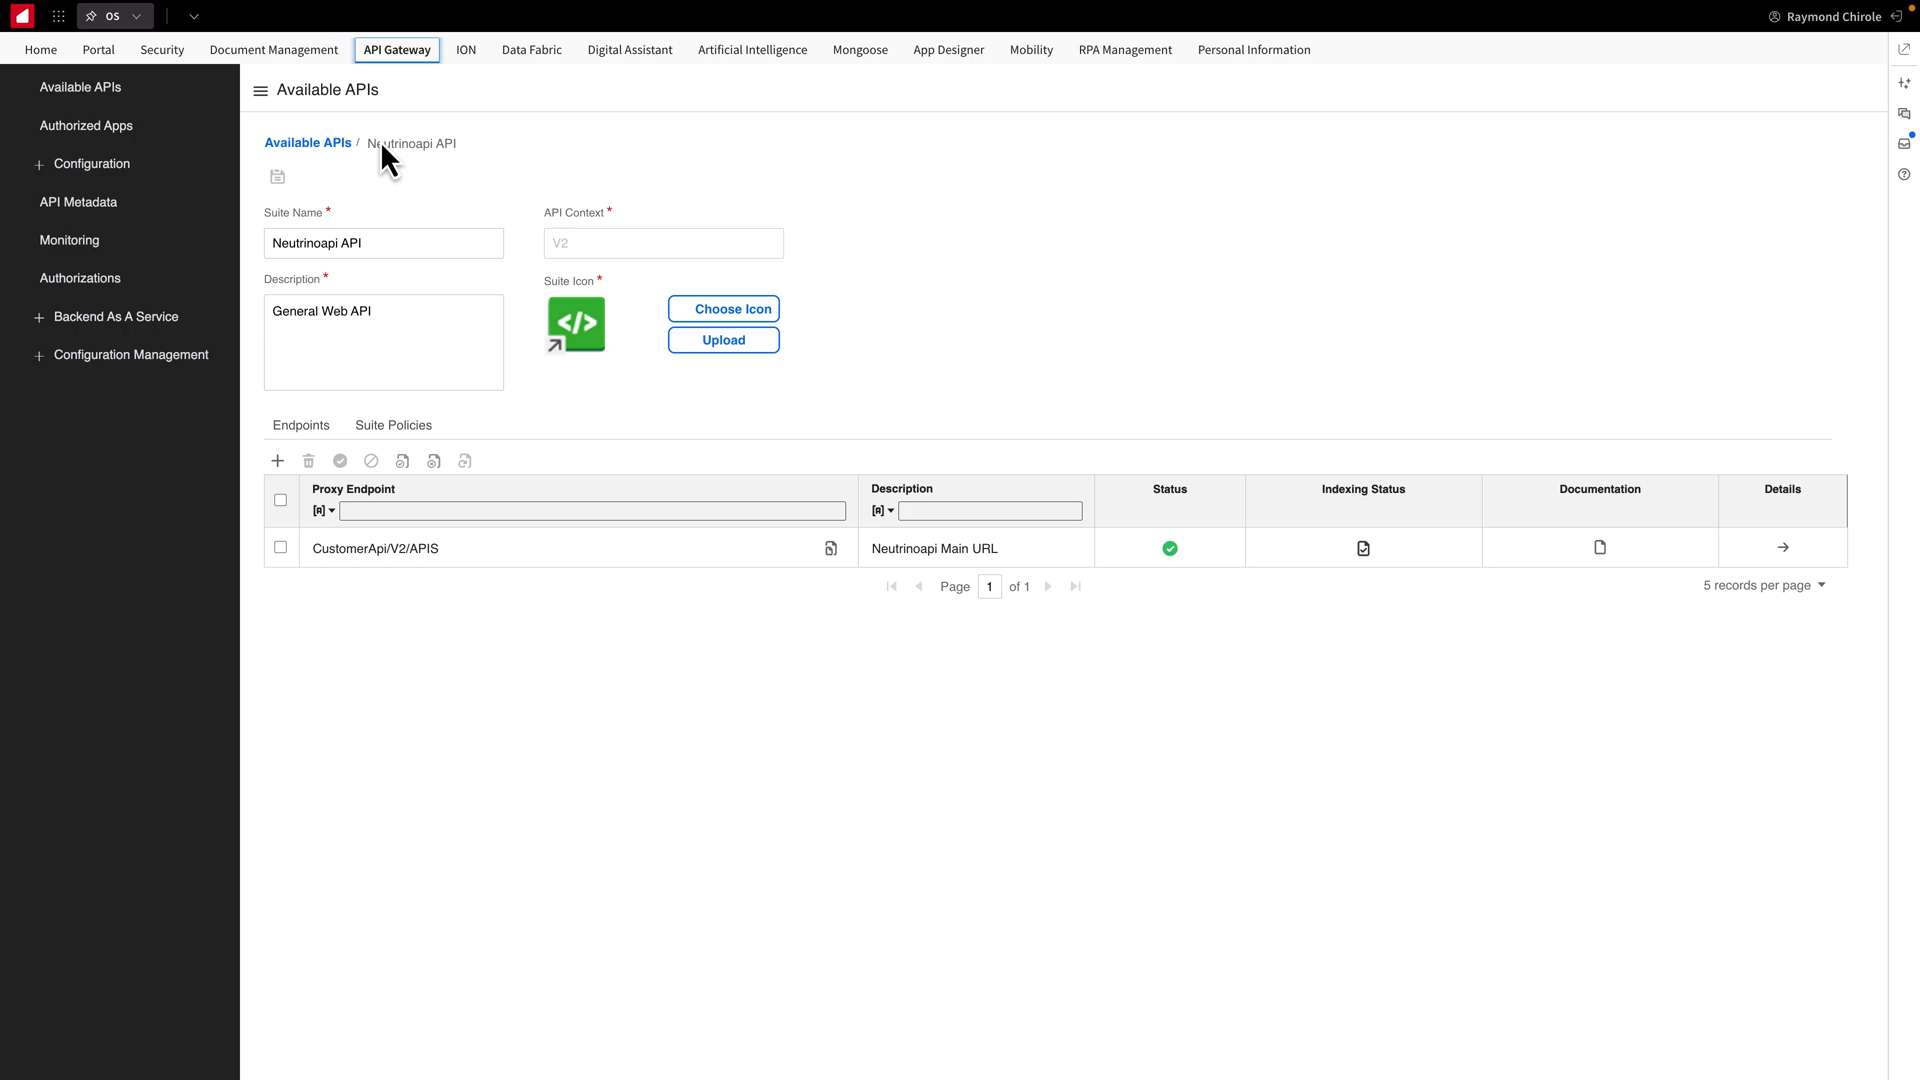 OS
Raymond Chirole
Home Portal Security Document Management API Gateway ION Data Fabric Digital Assistant Artificial Intelligence Mongoose App Designer Mobility RPA Management Personal Information
Available APIs
Authorized Apps
Configuration
API Metadata
Monitoring
Authorizations
Backend As A Service
Configuration Management
Available APIs
Available APIs / Neutrinoapi API
Suite Name *
Neutrinoapi API
API Context *
V2
Description *
General Web API
Suite Icon *
</>
Choose Icon
Upload
Endpoints Suite Policies
Proxy Endpoint Description Status Indexing Status Documentation Details
CustomerApi/V2/APIS Neutrinoapi Main URL
Page 1 of 1
5 records per page